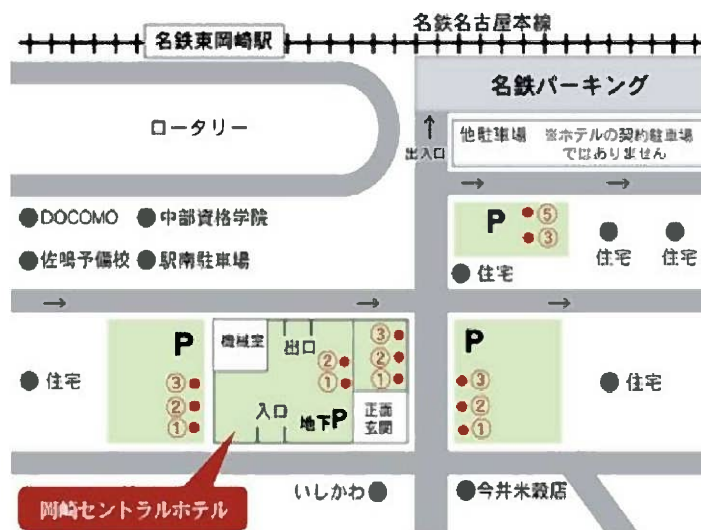 名鉄名古屋本線
名鉄東岡崎駅
名鉄パーキング
ロータリー
↑
出入口
他駐車場 ※ホテルの契約駐車場
ではありません
→ →
DOCOMO 中部資格学院
佐鳴予備校 駅南駐車場
P ⑤
③
住宅 住宅
住宅
→ → →
P
③
②
①
住宅
機械室
出口
②
①
入口
地下P
③
②
①
正面
玄関
P
③
②
①
住宅
岡崎セントラルホテル
いしかわ
今井米穀店